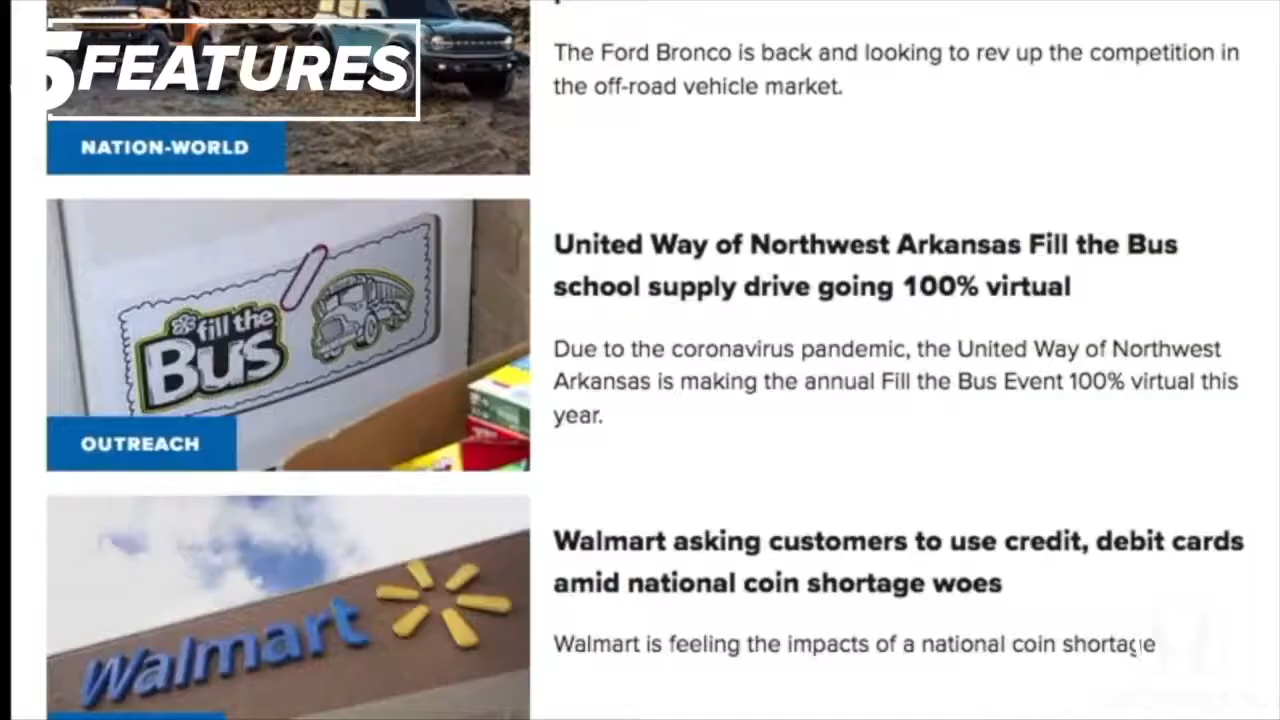 5FEATURES
The Ford Bronco is back and looking to rev up the competition in
the off-road vehicle market.
NATION-WORLD
United Way of Northwest Arkansas Fill the Bus
school supply drive going 100% virtual
fill the
Bus
Due to the coronavirus pandemic, the United Way of Northwest
Arkansas is making the annual Fill the Bus Event 100% virtual this
year.
OUTREACH
Walmart asking customers to use credit, debit cards
amid national coin shortage woes
Walmart
Walmart is feeling the impacts of a national coin shortage